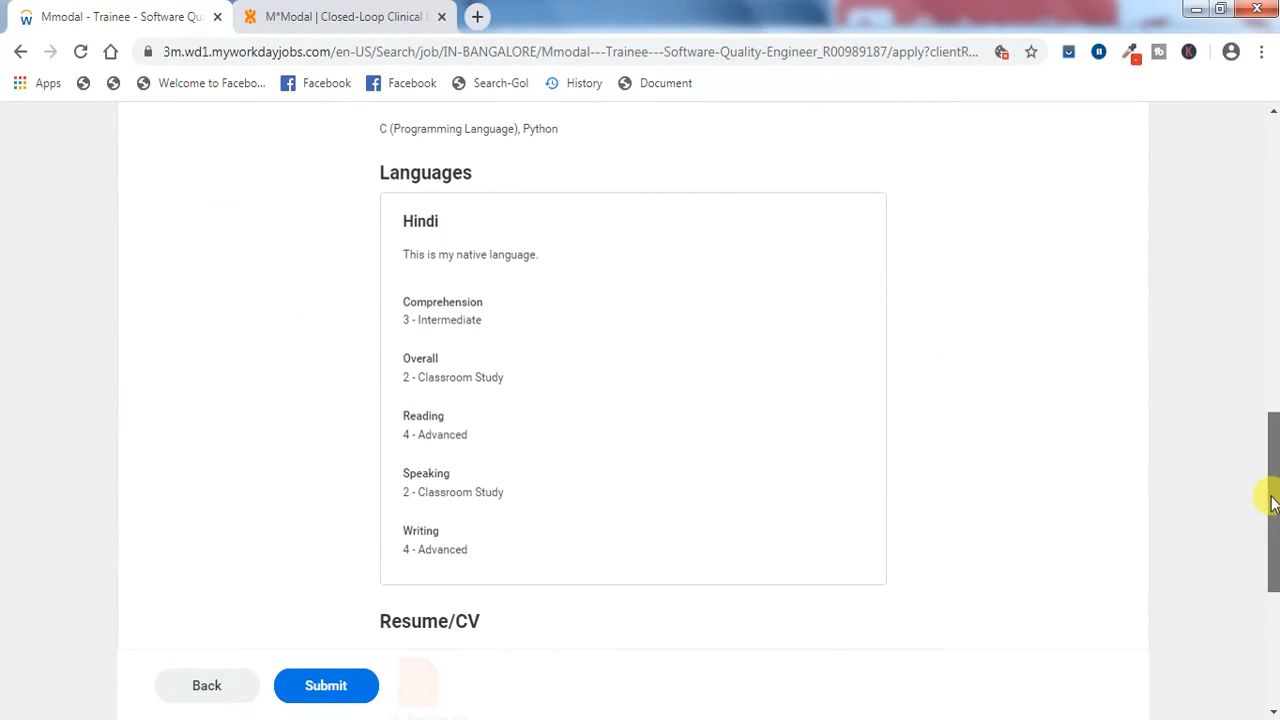 Mmodal - Trainee - Software Qu
M*Modal | Closed-Loop Clinical
3m.wd1.myworkdayjobs.com/en-US/Search/job/IN-BANGALORE/Mmodal---Trainee---Software-Quality-Engineer_R00989187/apply?clientR...
Apps
Welcome to Facebo...
Facebook
Facebook
Search-Gol
History
Document
C (Programming Language), Python
Languages
Hindi
This is my native language.
Comprehension
3 - Intermediate
Overall
2 - Classroom Study
Reading
4 - Advanced
Speaking
2 - Classroom Study
Writing
4 - Advanced
Resume/CV
Back
Submit